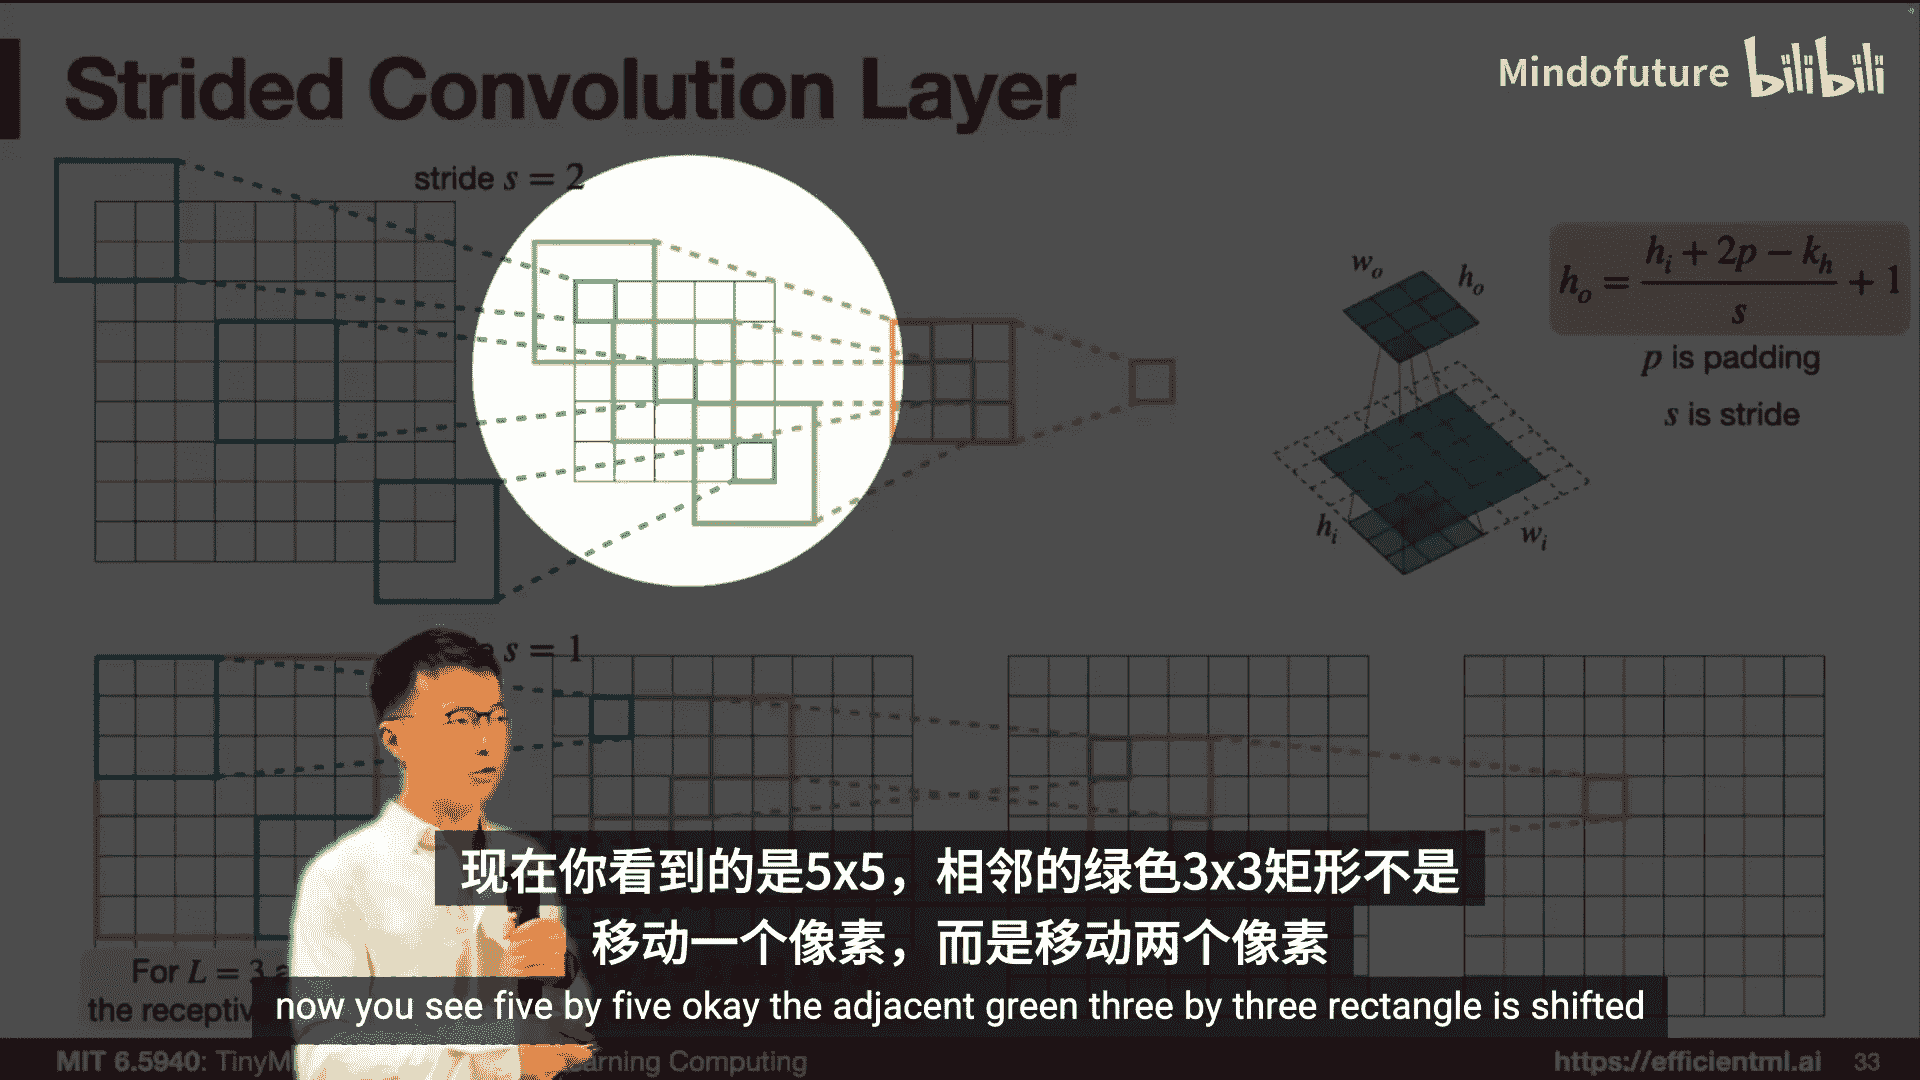 Strided Convolution Layer
Mindofuture bilibili
stride s = 2
w_o
h_o
h_o = \frac{h_i + 2p − k_h}{s} + 1
p is padding
s is stride
h_i
w_i
s = 1
现在你看到的是5x5，相邻的绿色3x3矩形不是
移动一个像素，而是移动两个像素
For L = 3
the receptiv
now you see five by five okay the adjacent green three by three rectangle is shifted
MIT 6.5940: TinyM
arning Computing
https://efficientml.ai 33